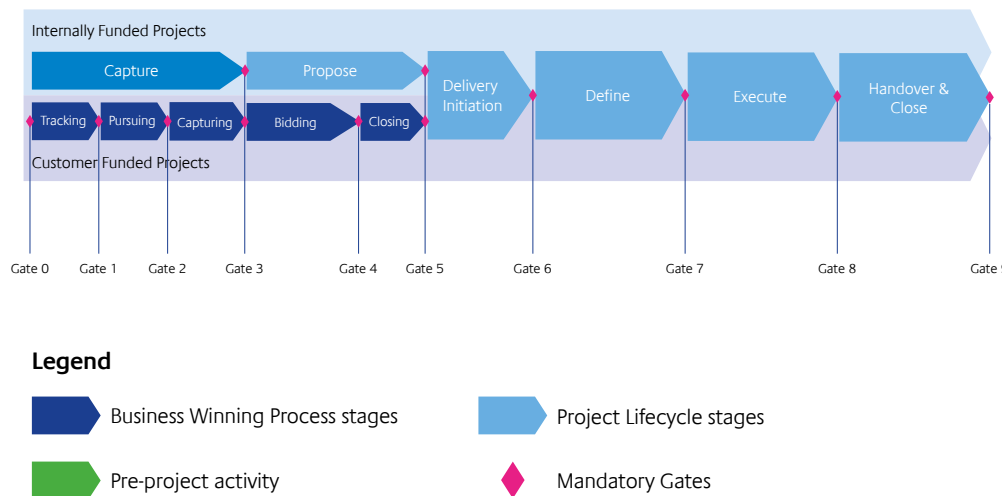 Internally Funded Projects
Capture
Propose
Delivery
Initiation
Define
Execute
Handover &
Close
Tracking
Pursuing
Capturing
Bidding
Closing
Customer Funded Projects
Gate 0
Gate 1
Gate 2
Gate 3
Gate 4
Gate 5
Gate 6
Gate 7
Gate 8
Gate 9
Legend
Business Winning Process stages
Project Lifecycle stages
Pre-project activity
Mandatory Gates